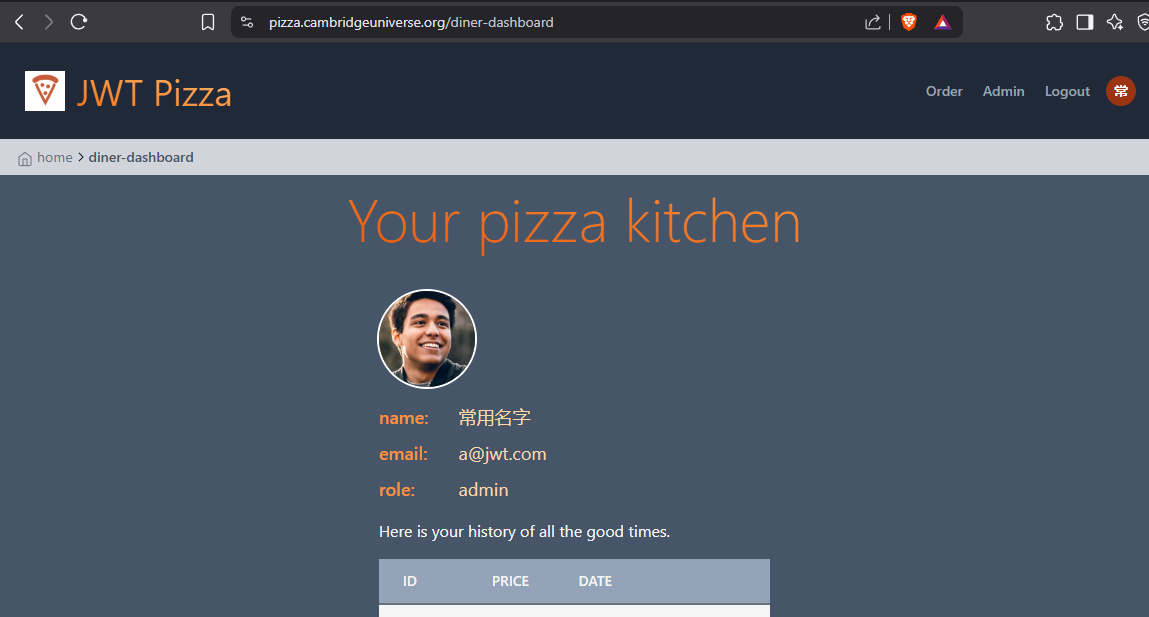 pizza.cambridgeuniverse.org/diner-dashboard
JWT Pizza
Order Admin Logout 常
home > diner-dashboard
Your pizza kitchen
name: 常用名字
email: a@jwt.com
role: admin
Here is your history of all the good times.
ID PRICE DATE